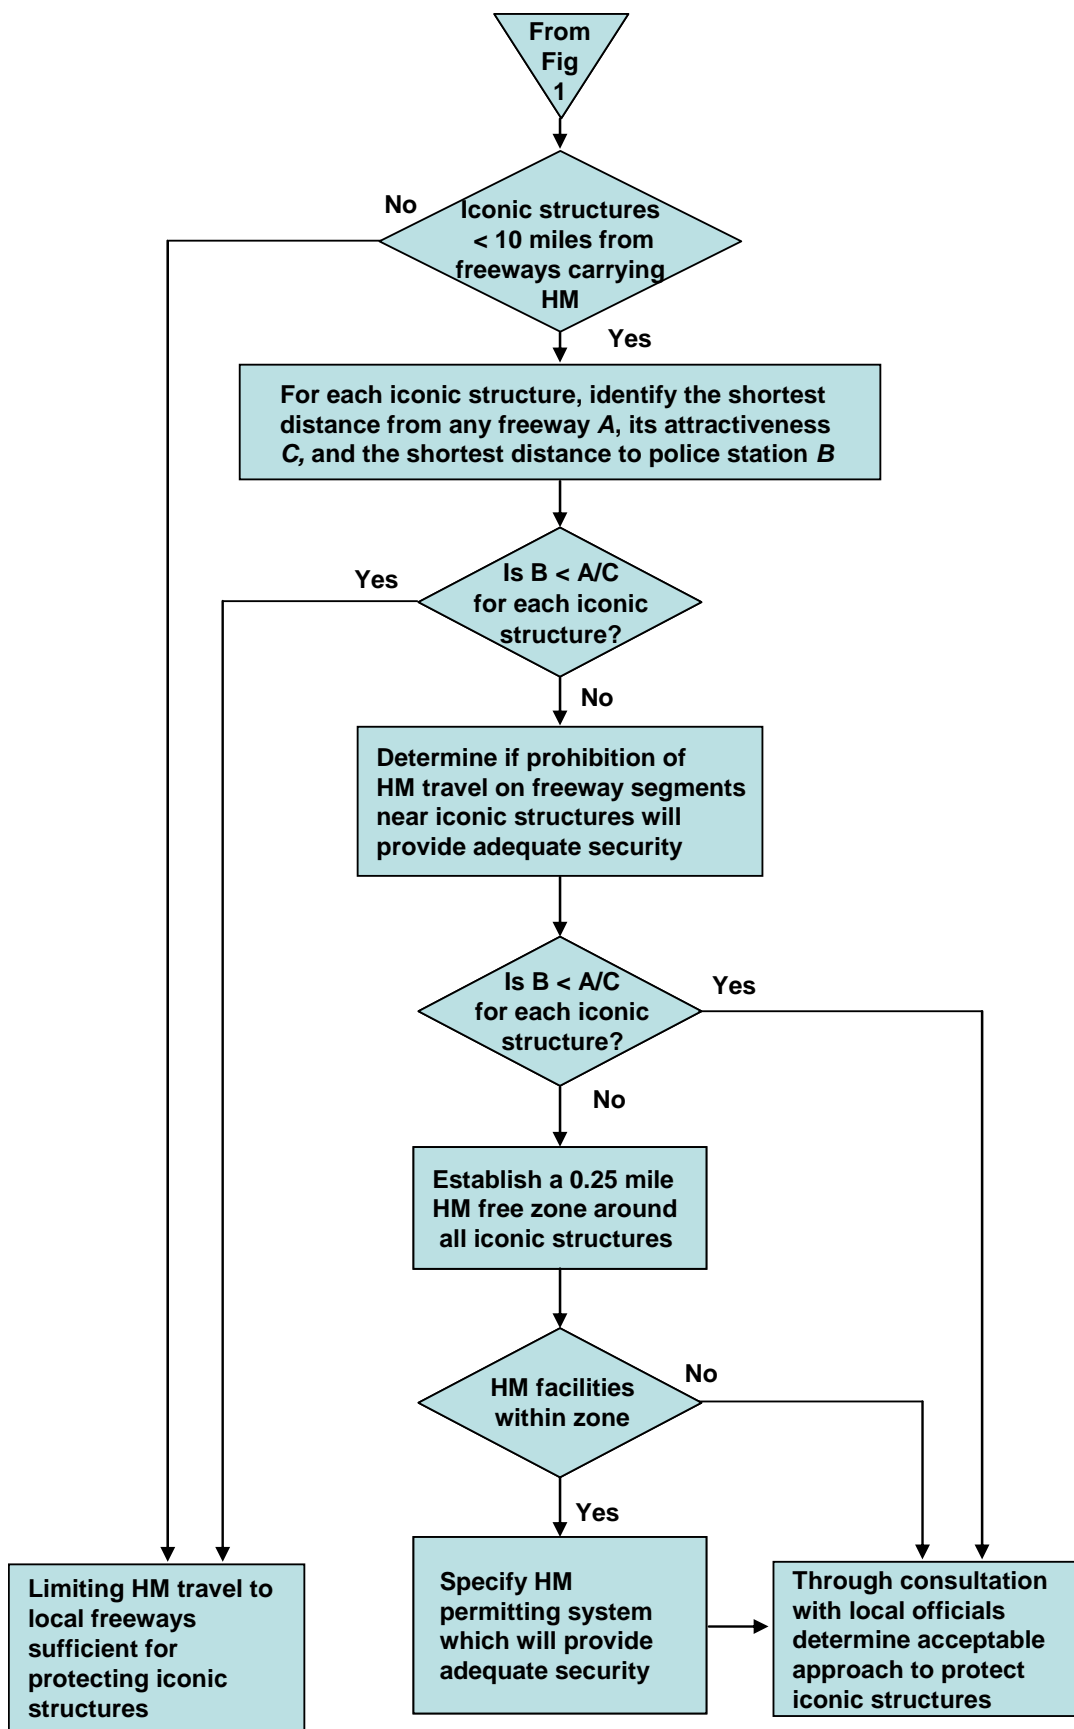 From
Fig
1
No
Iconic structures
< 10 miles from
freeways carrying
HM
Yes
For each iconic structure, identify the shortest
distance from any freeway A, its attractiveness
C, and the shortest distance to police station B
Yes
Is B < A/C
for each iconic
structure?
No
Determine if prohibition of
HM travel on freeway segments
near iconic structures will
provide adequate security
Is B < A/C
for each iconic
structure?
Yes
No
Establish a 0.25 mile
HM free zone around
all iconic structures
No
HM facilities
within zone
Yes
Limiting HM travel to
local freeways
sufficient for
protecting iconic
structures
Specify HM
permitting system
which will provide
adequate security
Through consultation
with local officials
determine acceptable
approach to protect
iconic structures